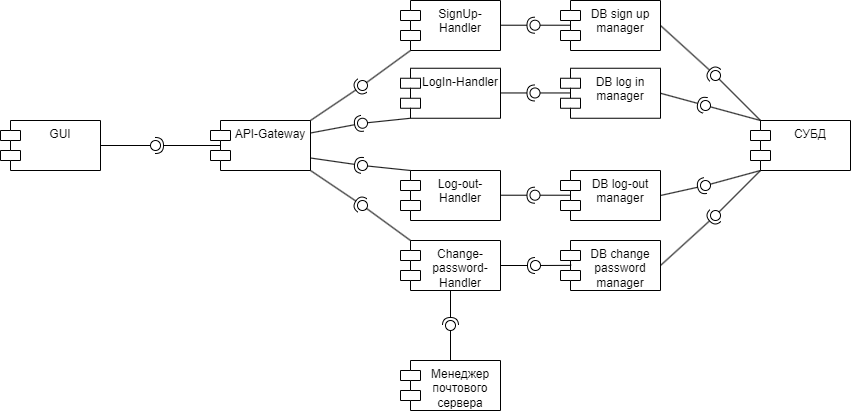 SignUp-
Handler
DB sign up
manager
LogIn-Handler
DB log in
manager
GUI
API-Gateway
СУБД
Log-out-
Handler
DB log-out
manager
Change-
password-
Handler
DB change
password
manager
Менеджер
почтового
сервера